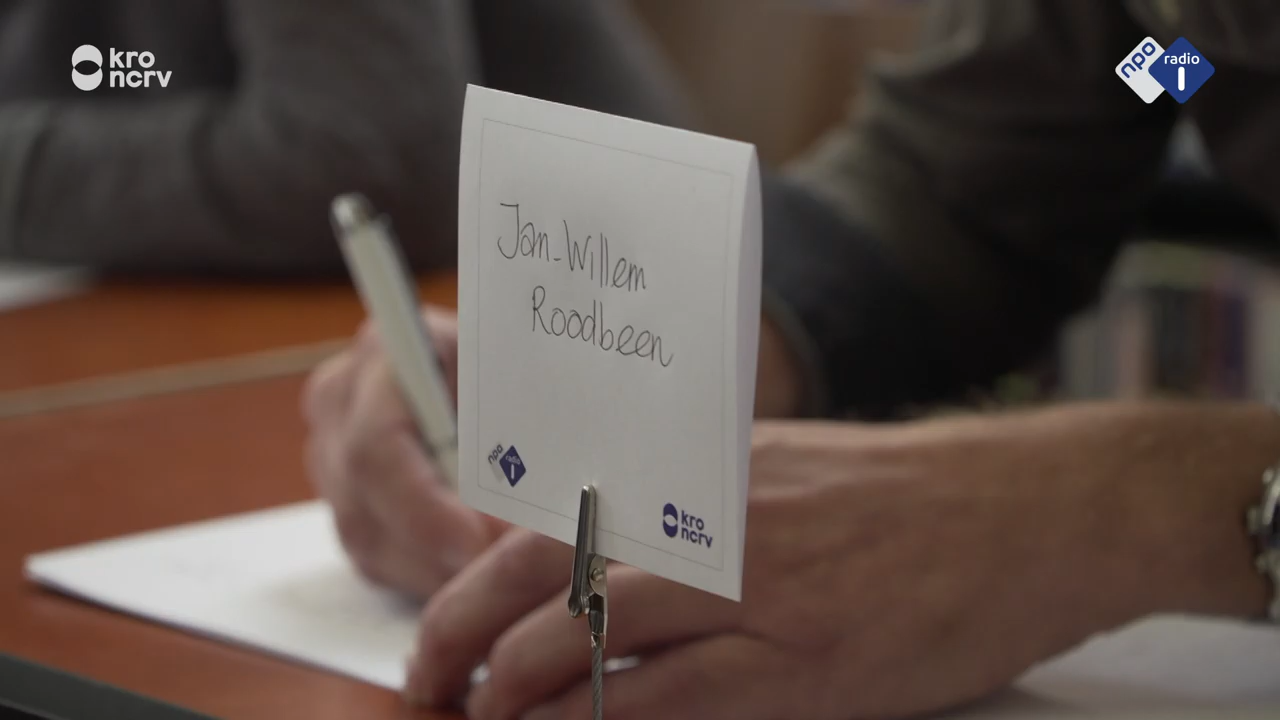 kro
ncrv
npo radio 1
Jan-Willem
Roodbeen
npo radio 1
kro
ncrv